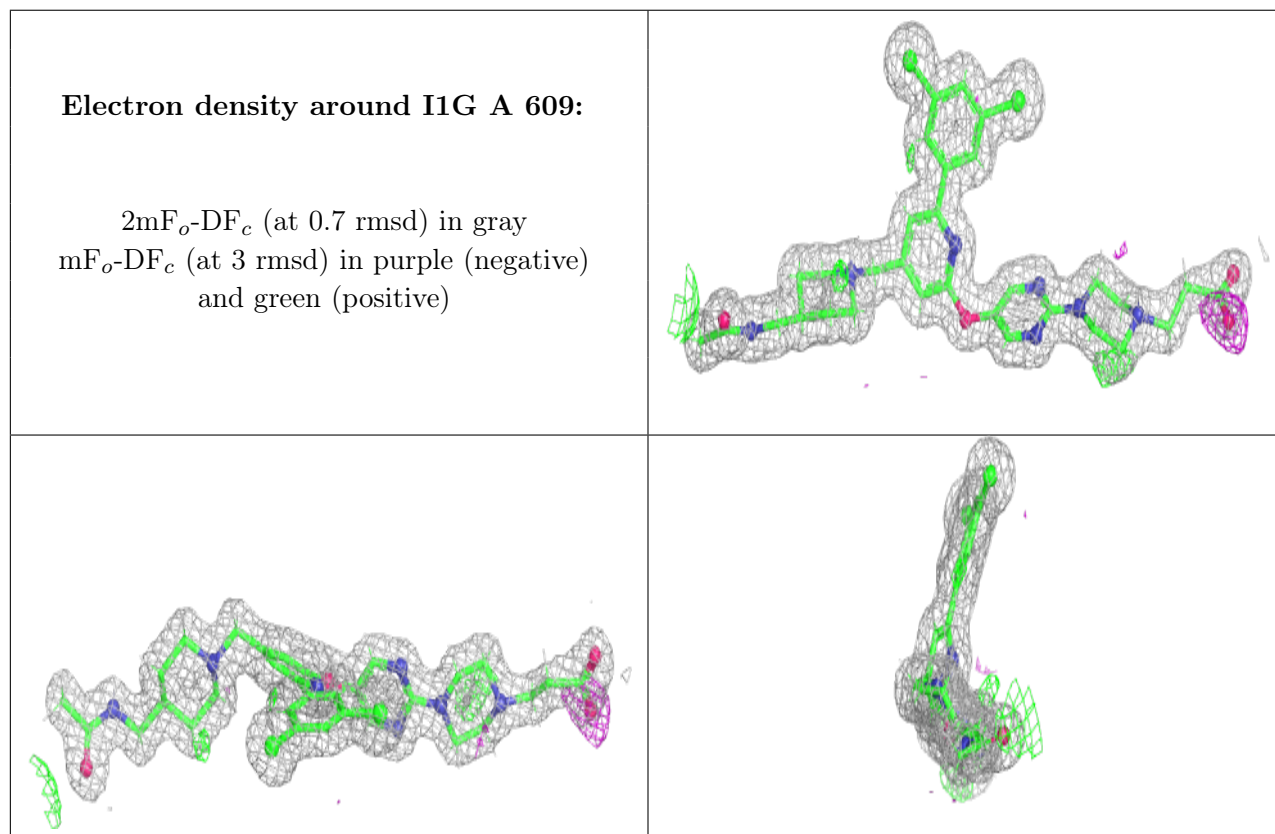 Electron density around I1G A 609:
2mFo-DFc (at 0.7 rmsd) in gray
mFo-DFc (at 3 rmsd) in purple (negative)
and green (positive)